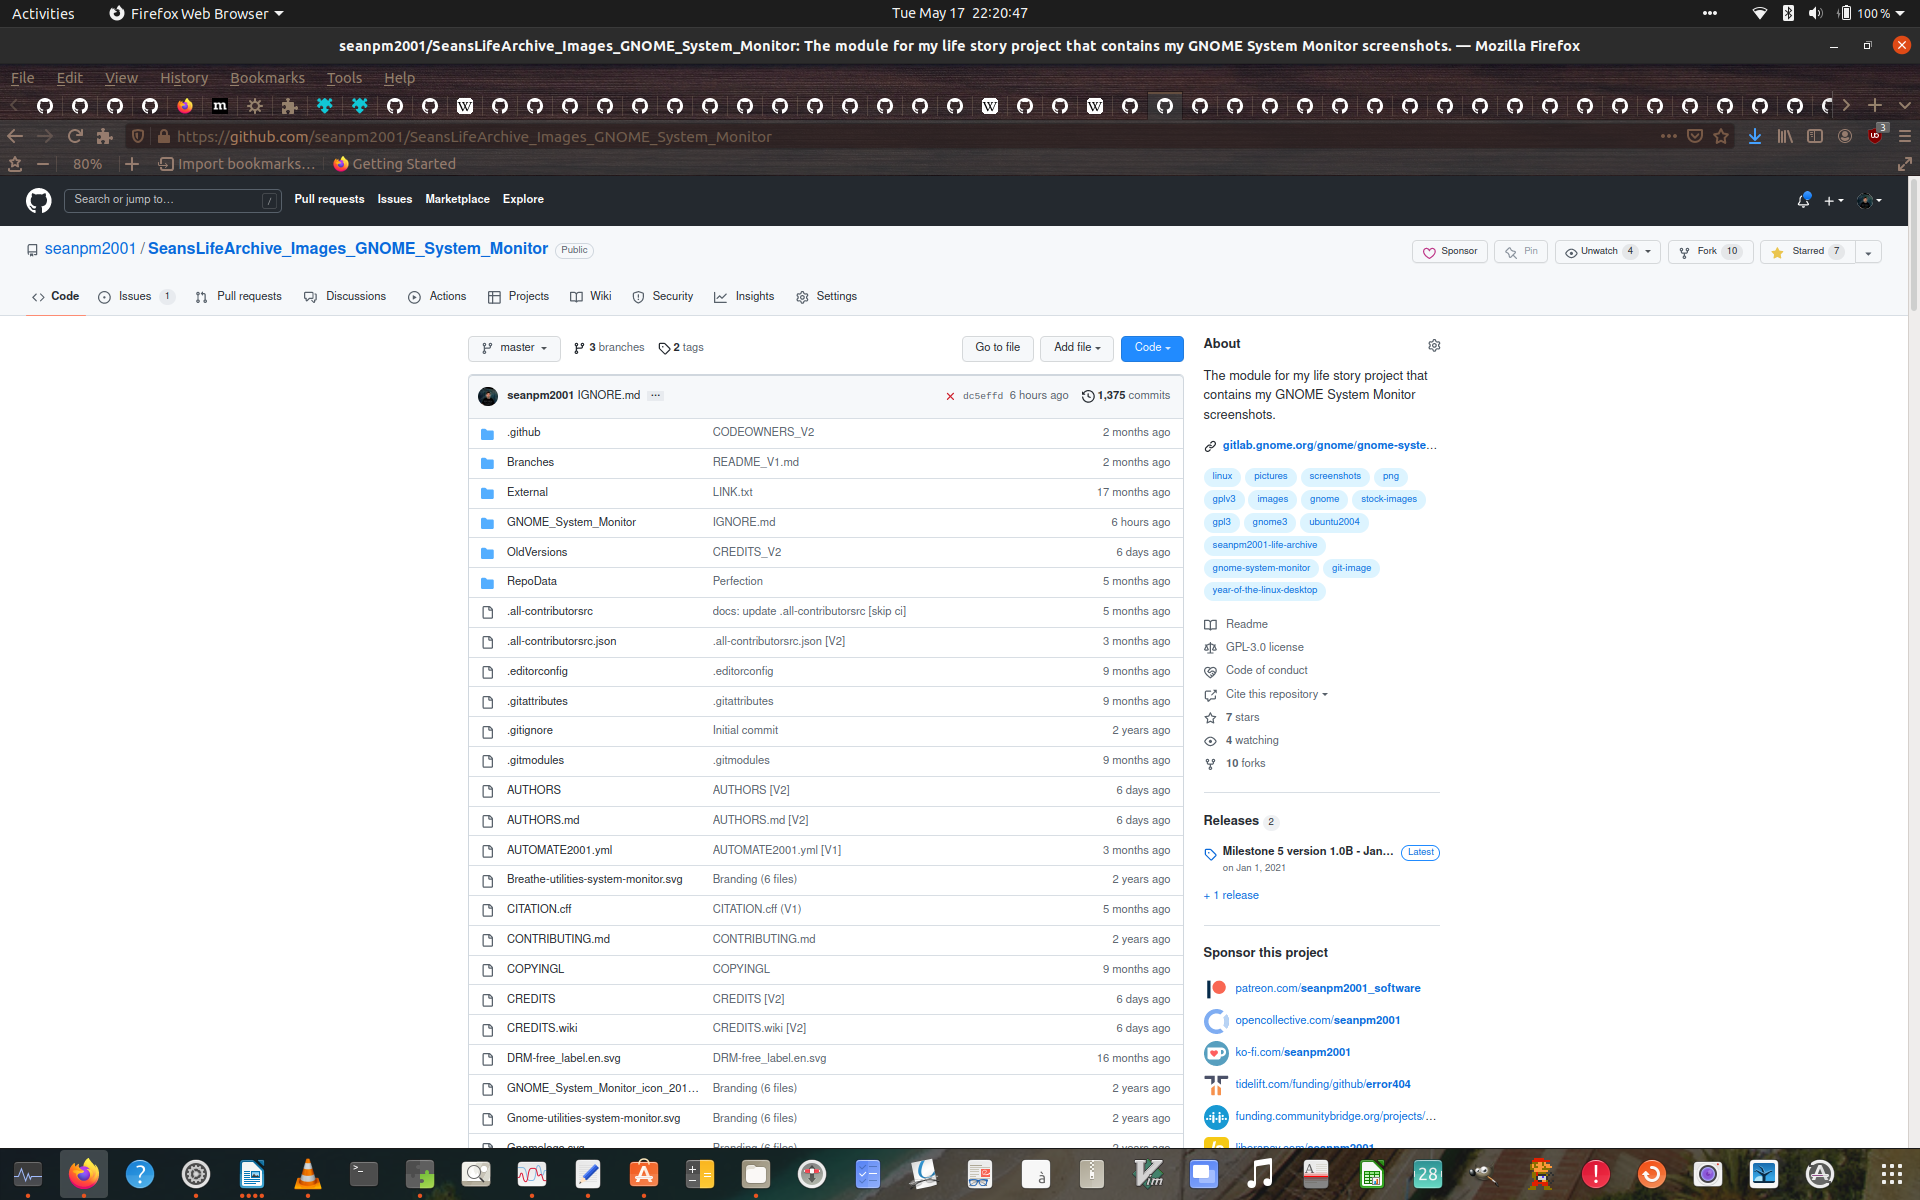 Activities Firefox Web Browser Tue May 17 22:20:47 100 %
seanpm2001/SeansLifeArchive_Images_GNOME_System_Monitor: The module for my life story project that contains my GNOME System Monitor screenshots. — Mozilla Firefox
File Edit View History Bookmarks Tools Help
https://github.com/seanpm2001/SeansLifeArchive_Images_GNOME_System_Monitor 3
80% Import bookmarks... Getting Started
Search or jump to... / Pull requests Issues Marketplace Explore
seanpm2001 / SeansLifeArchive_Images_GNOME_System_Monitor Public Sponsor Pin Unwatch 4 Fork 10 Starred 7
Code Issues 1 Pull requests Discussions Actions Projects Wiki Security Insights Settings
master 3 branches 2 tags Go to file Add file Code
seanpm2001 IGNORE.md ... dc5effd 6 hours ago 1,375 commits
.github CODEOWNERS_V2 2 months ago
Branches README_V1.md 2 months ago
External LINK.txt 17 months ago
GNOME_System_Monitor IGNORE.md 6 hours ago
OldVersions CREDITS_V2 6 days ago
RepoData Perfection 5 months ago
.all-contributorsrc docs: update .all-contributorsrc [skip ci] 5 months ago
.all-contributorsrc.json .all-contributorsrc.json [V2] 3 months ago
.editorconfig .editorconfig 9 months ago
.gitattributes .gitattributes 9 months ago
.gitignore Initial commit 2 years ago
.gitmodules .gitmodules 9 months ago
AUTHORS AUTHORS [V2] 6 days ago
AUTHORS.md AUTHORS.md [V2] 6 days ago
AUTOMATE2001.yml AUTOMATE2001.yml [V1] 3 months ago
Breathe-utilities-system-monitor.svg Branding (6 files) 2 years ago
CITATION.cff CITATION.cff (V1) 5 months ago
CONTRIBUTING.md CONTRIBUTING.md 2 years ago
COPYINGL COPYINGL 9 months ago
CREDITS CREDITS [V2] 6 days ago
CREDITS.wiki CREDITS.wiki [V2] 6 days ago
DRM-free_label.en.svg DRM-free_label.en.svg 16 months ago
GNOME_System_Monitor_icon_201... Branding (6 files) 2 years ago
Gnome-utilities-system-monitor.svg Branding (6 files) 2 years ago
Gnomelogo.svg Branding (6 files) 2 years ago
About
The module for my life story project that
contains my GNOME System Monitor
screenshots.
gitlab.gnome.org/gnome/gnome-syste...
linux pictures screenshots png
gplv3 images gnome stock-images
gpl3 gnome3 ubuntu2004
seanpm2001-life-archive
gnome-system-monitor git-image
year-of-the-linux-desktop
Readme
GPL-3.0 license
Code of conduct
Cite this repository
7 stars
4 watching
10 forks
Releases 2
Milestone 5 version 1.0B - Jan... Latest
on Jan 1, 2021
+ 1 release
Sponsor this project
patreon.com/seanpm2001_software
opencollective.com/seanpm2001
ko-fi.com/seanpm2001
tidelift.com/funding/github/error404
funding.communitybridge.org/projects/...
liberapay.com/seanpm2001
28